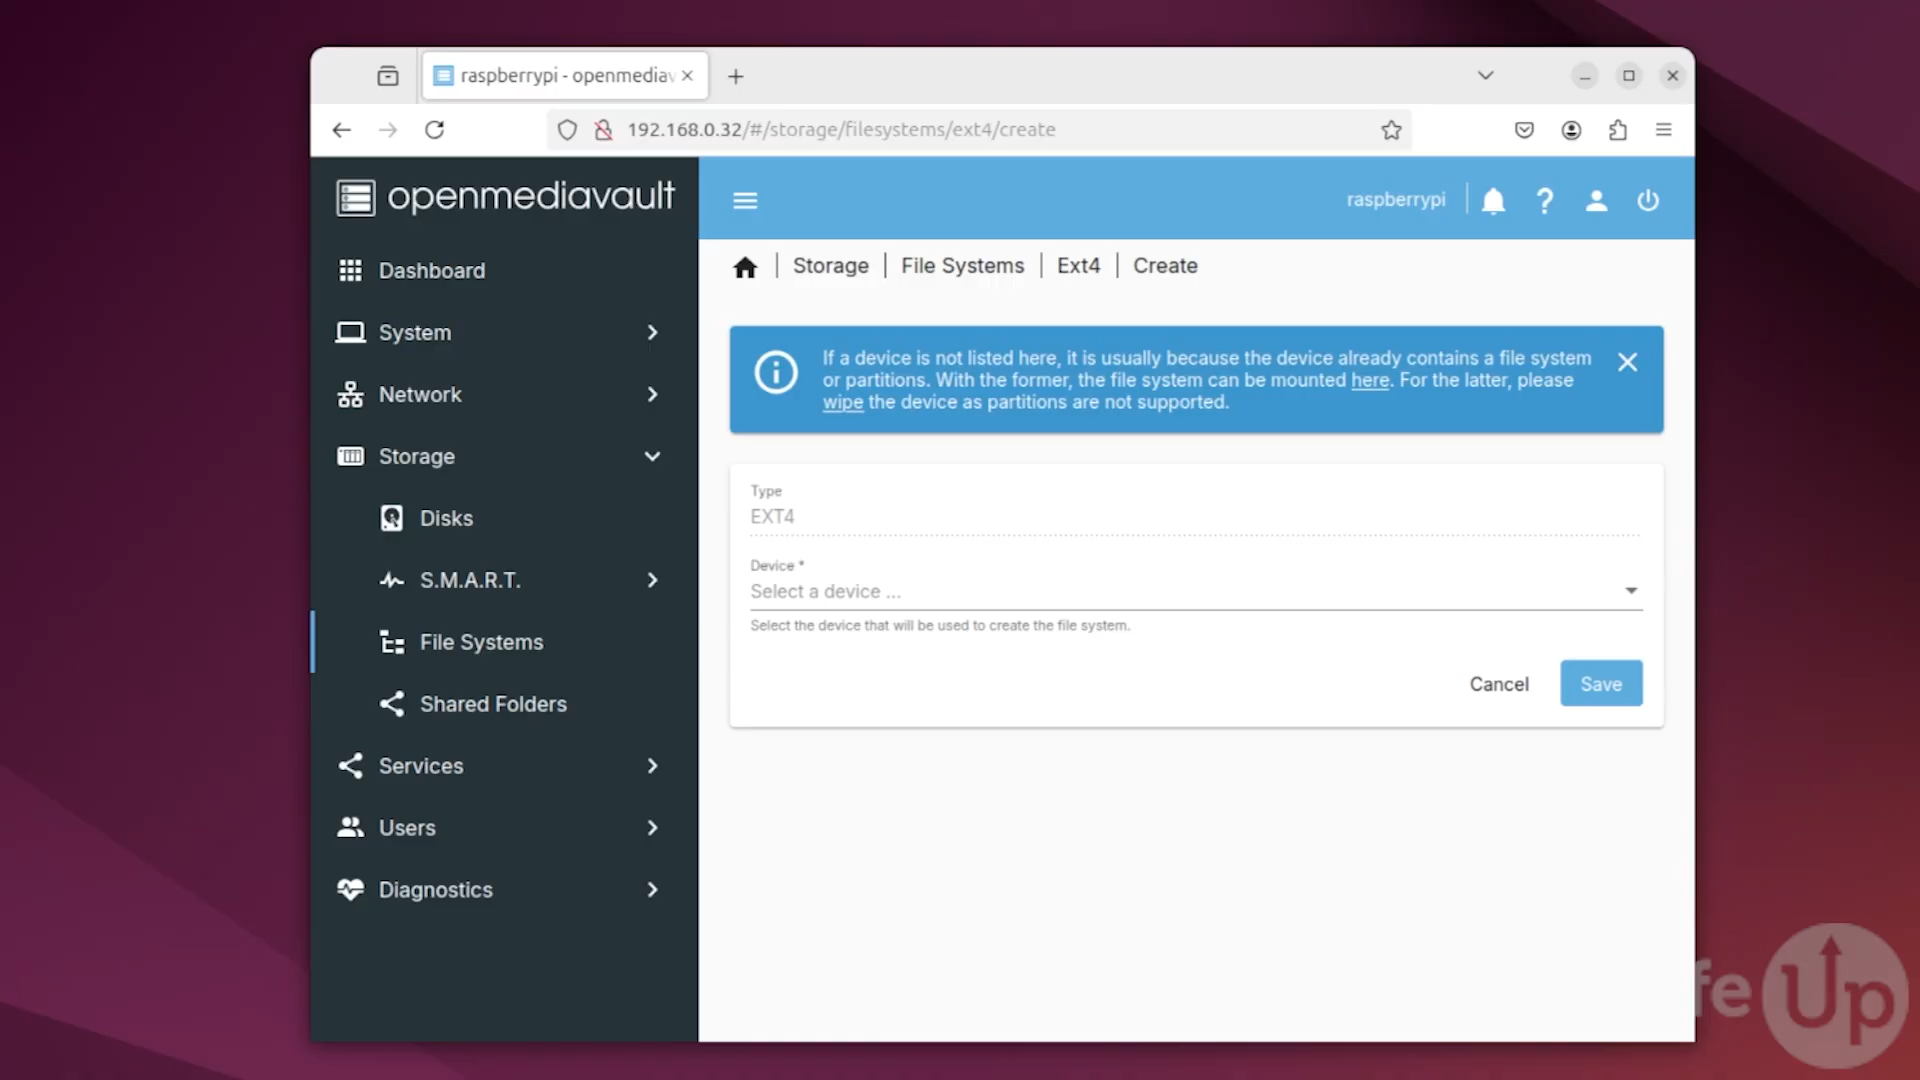 raspberrypi - openmediav
192.168.0.32/#/storage/filesystems/ext4/create
openmediavault
raspberrypi
Dashboard
System
Network
Storage
Disks
S.M.A.R.T.
File Systems
Shared Folders
Services
Users
Diagnostics
Storage | File Systems | Ext4 | Create
If a device is not listed here, it is usually because the device already contains a file system
or partitions. With the former, the file system can be mounted here. For the latter, please
wipe the device as partitions are not supported.
Type
EXT4
Device *
Select a device ...
Select the device that will be used to create the file system.
Cancel
Save
fe Up